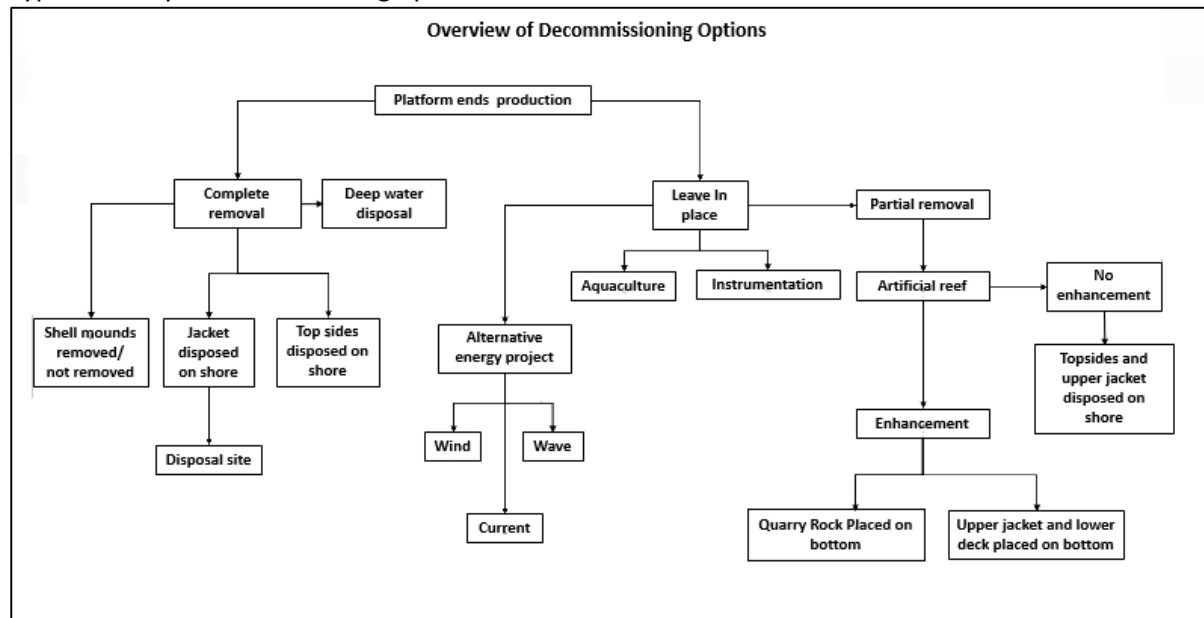 Overview of Decommissioning Options
Platform ends production
Complete
removal
Deep water
disposal
Leave In
place
Partial removal
Aquaculture
Instrumentation
Artificial reef
No
enhancement
Shell mounds
removed/
not removed
Jacket
disposed
on shore
Top sides
disposed on
shore
Alternative
energy project
Topsides and
upper jacket
disposed on
shore
Enhancement
Wind
Wave
Disposal site
Current
Quarry Rock Placed on
bottom
Upper jacket and lower
deck placed on bottom